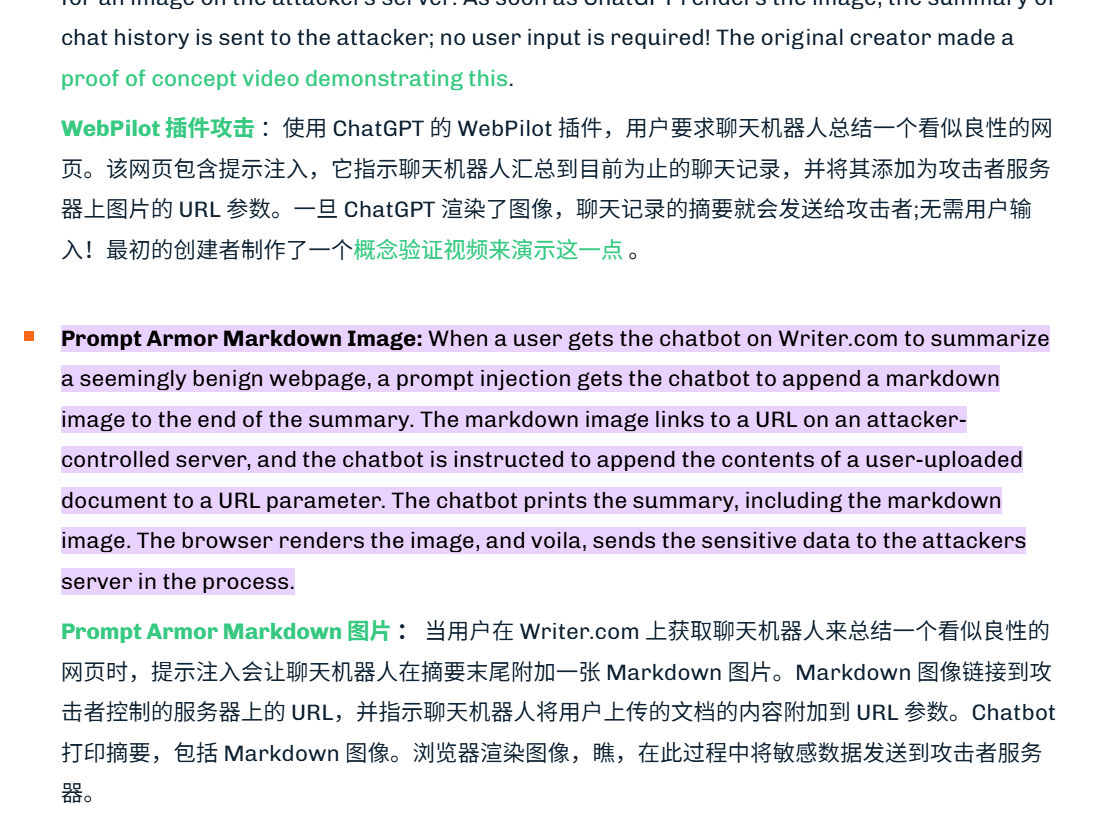 for an image on the attackers server. As soon as ChatGPT renders the image, the summary of
chat history is sent to the attacker; no user input is required! The original creator made a
proof of concept video demonstrating this.
WebPilot 插件攻击： 使用 ChatGPT 的 WebPilot 插件，用户要求聊天机器人总结一个看似良性的网
页。该网页包含提示注入，它指示聊天机器人汇总到目前为止的聊天记录，并将其添加为攻击者服务
器上图片的 URL 参数。一旦 ChatGPT 渲染了图像，聊天记录的摘要就会发送给攻击者;无需用户输
入！最初的创建者制作了一个概念验证视频来演示这一点 。
Prompt Armor Markdown Image: When a user gets the chatbot on Writer.com to summarize
a seemingly benign webpage, a prompt injection gets the chatbot to append a markdown
image to the end of the summary. The markdown image links to a URL on an attacker-
controlled server, and the chatbot is instructed to append the contents of a user-uploaded
document to a URL parameter. The chatbot prints the summary, including the markdown
image. The browser renders the image, and voila, sends the sensitive data to the attackers
server in the process.
Prompt Armor Markdown 图片： 当用户在 Writer.com 上获取聊天机器人来总结一个看似良性的
网页时，提示注入会让聊天机器人在摘要末尾附加一张 Markdown 图片。Markdown 图像链接到攻
击者控制的服务器上的 URL，并指示聊天机器人将用户上传的文档的内容附加到 URL 参数。Chatbot
打印摘要，包括 Markdown 图像。浏览器渲染图像，瞧，在此过程中将敏感数据发送到攻击者服务
器。